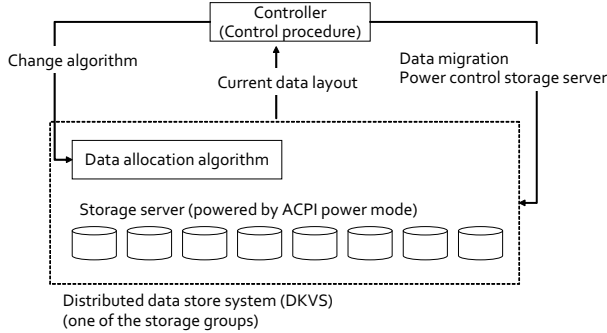 Controller
(Control procedure)
Change algorithm
Current data layout
Data migration
Power control storage server
Data allocation algorithm
Storage server (powered by ACPI power mode)
Distributed data store system (DKVS)
(one of the storage groups)